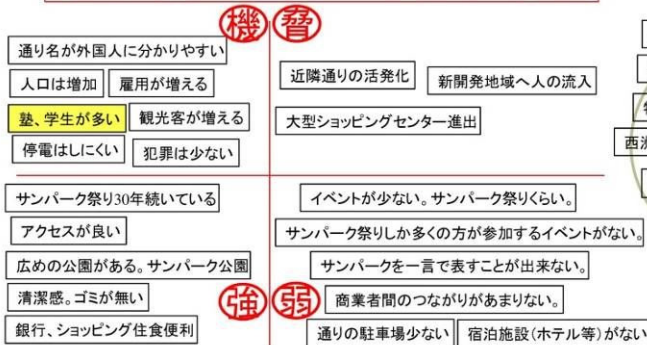 機 脅
通り名が外国人に分かりやすい
人口は増加 雇用が増える
塾、学生が多い 観光客が増える
停電はしにくい 犯罪は少ない
近隣通りの活発化 新開発地域へ人の流入
大型ショッピングセンター進出
サンパーク祭り30年続いている
アクセスが良い
広めの公園がある。サンパーク公園
清潔感。ゴミが無い
銀行、ショッピング住食便利
強 弱
イベントが少ない。サンパーク祭りくらい。
サンパーク祭りしか多くの方が参加するイベントがない。
サンパークを一言で表すことが出来ない。
商業者間のつながりがあまりない。
通りの駐車場少ない 宿泊施設(ホテル等)がない